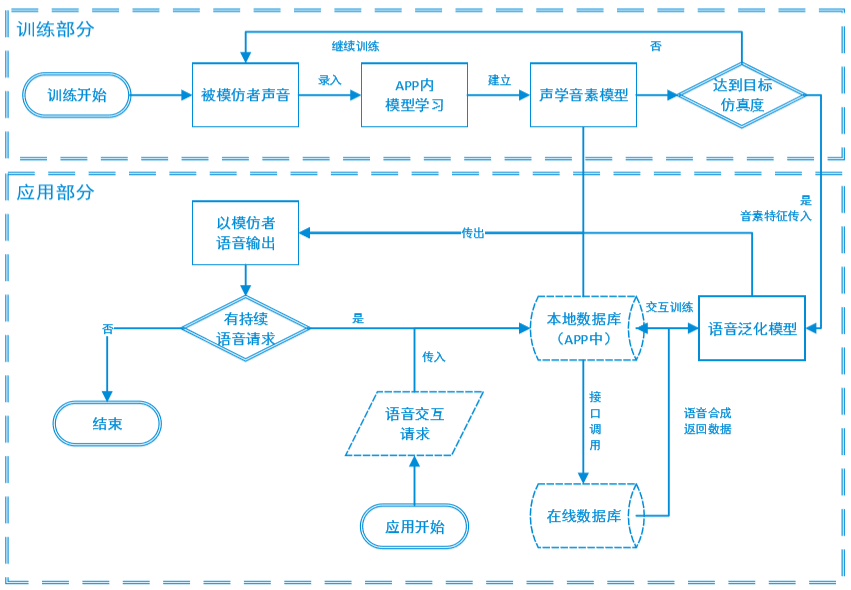 训练部分
继续训练
否
训练开始
被模仿者声音
录入
APP内
模型学习
建立
声学音素模型
达到目标
仿真度
应用部分
是
音素特征传入
以模仿者
语音输出
传出
有持续
语音请求
否
是
本地数据库
（APP中）
交互训练
语音泛化模型
传入
结束
语音交互
请求
接
口
调
用
语音合成
返回数据
应用开始
在线数据库